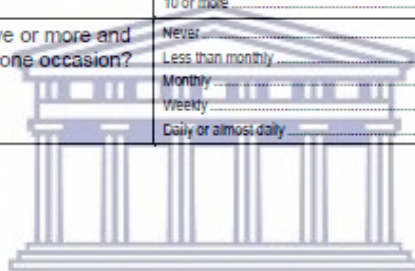 10 or more
ve or more and
one occasion?
Never
Less than monthly
Monthly
Weekly
Daily or almost daily